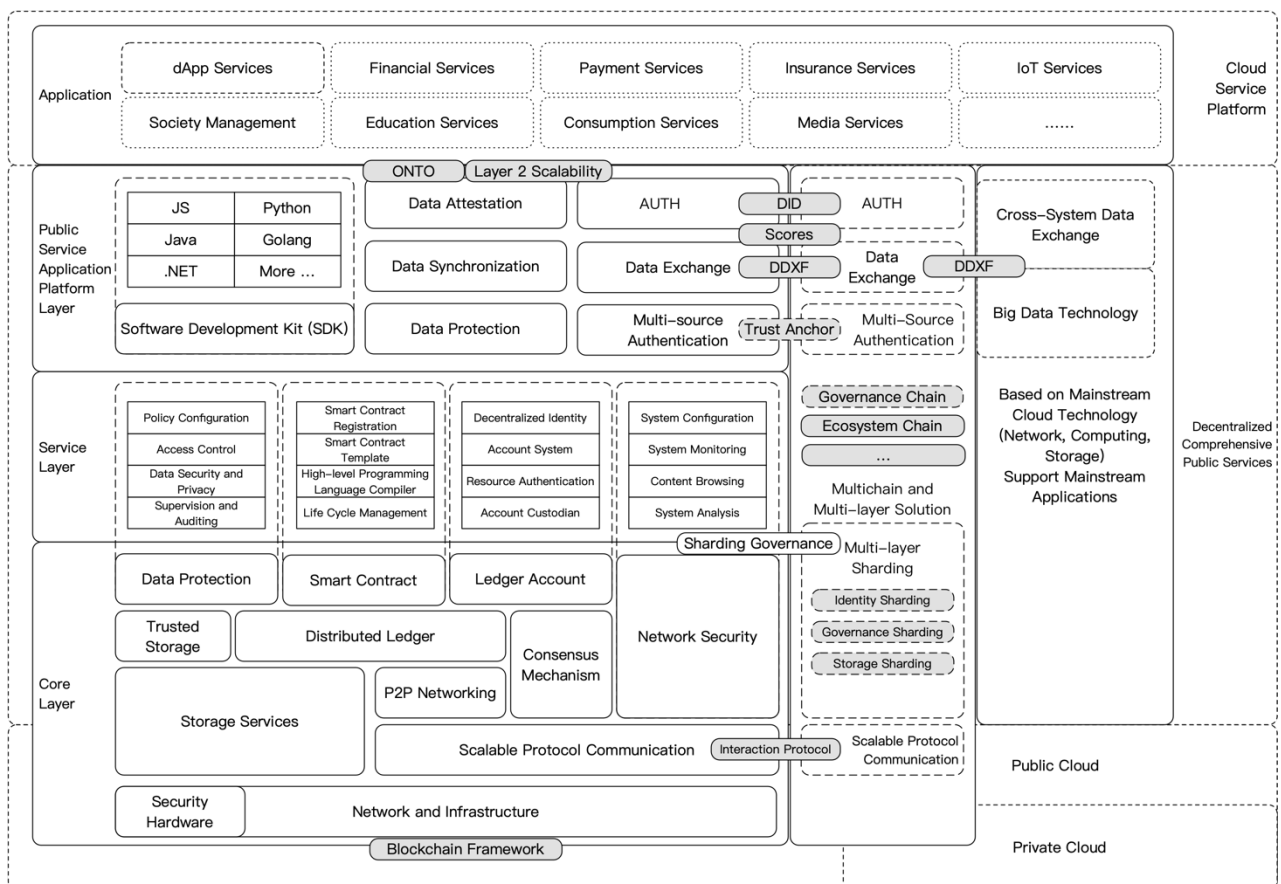 dApp Services
Financial Services
Payment Services
Insurance Services
IoT Services
Cloud
Service
Platform
Application
Society Management
Education Services
Consumption Services
Media Services
......
ONTO
Layer 2 Scalability
Public
Service
Application
Platform
Layer
JS
Python
Java
Golang
.NET
More ...
Software Development Kit (SDK)
Data Attestation
AUTH
DID
AUTH
Scores
Data Synchronization
Data Exchange
DDXF
Data
Exchange
DDXF
Data Protection
Multi-source
Authentication
Trust Anchor
Multi-Source
Authentication
Cross-System Data
Exchange
Big Data Technology
Service
Layer
Policy Configuration
Access Control
Data Security and
Privacy
Supervision and
Auditing
Smart Contract
Registration
Smart Contract
Template
High-level Programming
Language Compiler
Life Cycle Management
Decentralized Identity
Account System
Resource Authentication
Account Custodian
System Configuration
System Monitoring
Content Browsing
System Analysis
Governance Chain
Ecosystem Chain
...
Multichain and
Multi-layer Solution
Based on Mainstream
Cloud Technology
(Network, Computing,
Storage)
Support Mainstream
Applications
Decentralized
Comprehensive
Public Services
Sharding Governance
Multi-layer
Sharding
Identity Sharding
Governance Sharding
Storage Sharding
Core
Layer
Data Protection
Smart Contract
Ledger Account
Network Security
Trusted
Storage
Distributed Ledger
Consensus
Mechanism
Storage Services
P2P Networking
Scalable Protocol Communication
Interaction Protocol
Scalable Protocol
Communication
Public Cloud
Security
Hardware
Network and Infrastructure
Blockchain Framework
Private Cloud